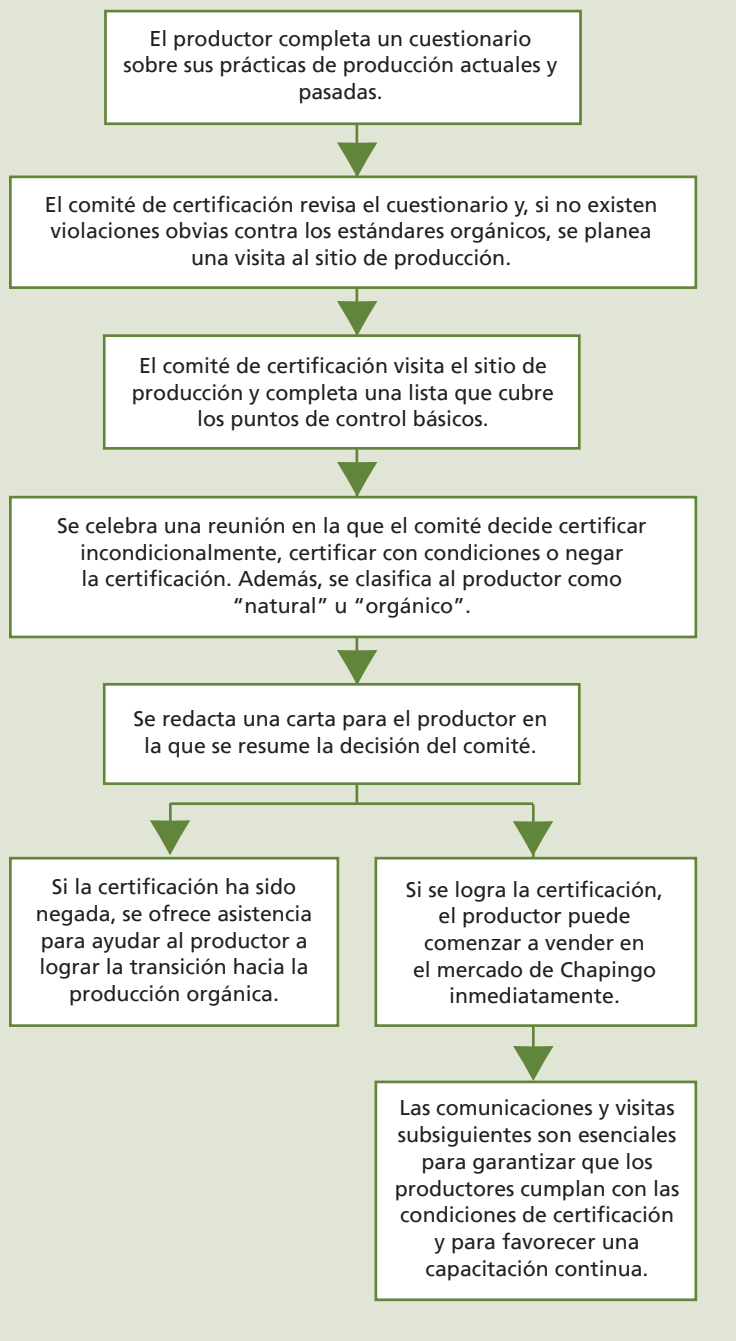 El productor completa un cuestionario
sobre sus prácticas de producción actuales y
pasadas.
El comité de certificación revisa el cuestionario y, si no existen
violaciones obvias contra los estándares orgánicos, se planea
una visita al sitio de producción.
El comité de certificación visita el sitio de
producción y completa una lista que cubre
los puntos de control básicos.
Se celebra una reunión en la que el comité decide certificar
incondicionalmente, certificar con condiciones o negar
la certificación. Además, se clasifica al productor como
“natural” u “orgánico”.
Se redacta una carta para el productor en
la que se resume la decisión del comité.
Si la certificación ha sido
negada, se ofrece asistencia
para ayudar al productor a
lograr la transición hacia la
producción orgánica.
Si se logra la certificación,
el productor puede
comenzar a vender en
el mercado de Chapingo
inmediatamente.
Las comunicaciones y visitas
subsiguientes son esenciales
para garantizar que los
productores cumplan con las
condiciones de certificación
y para favorecer una
capacitación continua.